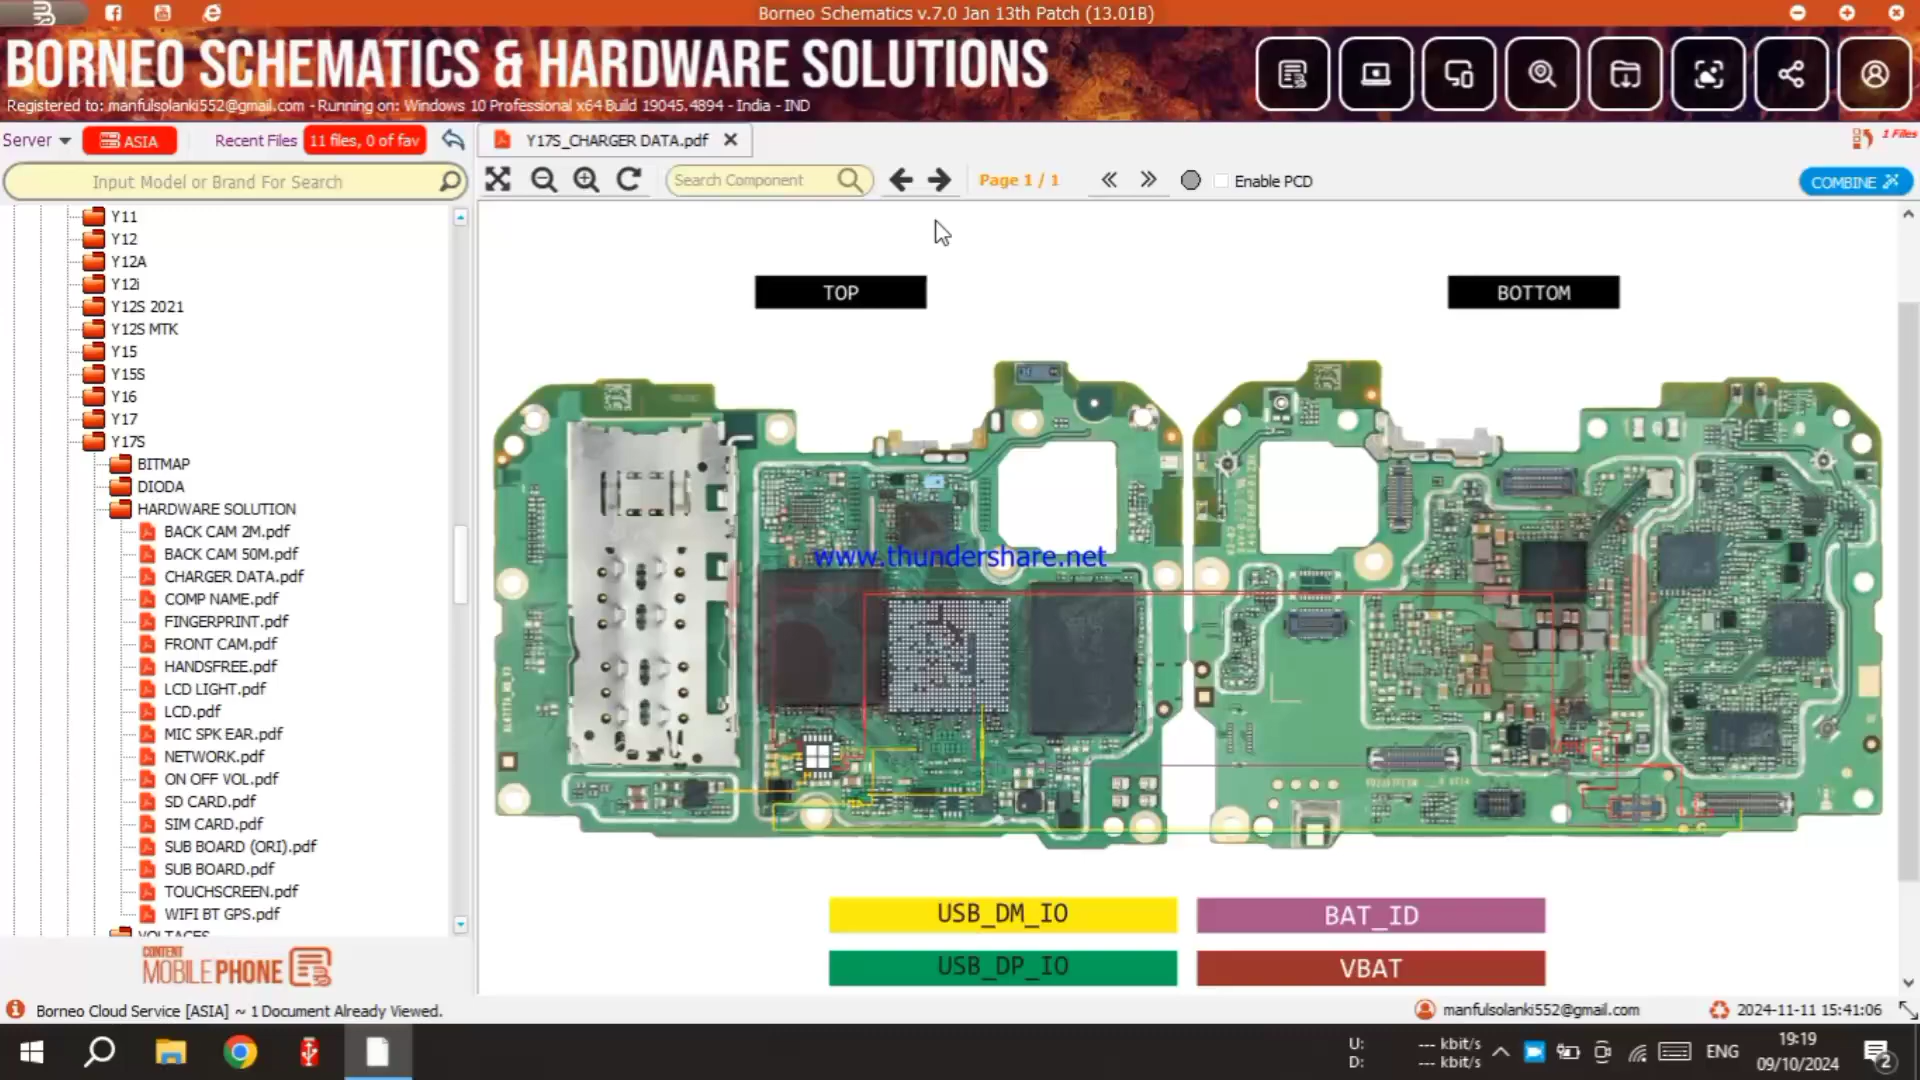 Borneo Schematics v.7.0 Jan 13th Patch (13.01B)
BORNEO SCHEMATICS & HARDWARE SOLUTIONS
Registered to: manfulsolanki552@gmail.com - Running on: Windows 10 Professional x64 Build 19045.4894 - India - IND
Server
ASIA
Recent Files
11 files, 0 of fav
Y17S_CHARGER DATA.pdf
1 Files
Input Model or Brand For Search
Search Component
Page 1 / 1
Enable PCD
COMBINE
Y11
Y12
Y12A
Y12i
Y12S 2021
Y12S MTK
Y15
Y15S
Y16
Y17
Y17S
BITMAP
DIODA
HARDWARE SOLUTION
BACK CAM 2M.pdf
BACK CAM 50M.pdf
CHARGER DATA.pdf
COMP NAME.pdf
FINGERPRINT.pdf
FRONT CAM.pdf
HANDSFREE.pdf
LCD LIGHT.pdf
LCD.pdf
MIC SPK EAR.pdf
NETWORK.pdf
ON OFF VOL.pdf
SD CARD.pdf
SIM CARD.pdf
SUB BOARD (ORI).pdf
SUB BOARD.pdf
TOUCHSCREEN.pdf
WIFI BT GPS.pdf
VOLTAGES
CONTENT
MOBILEPHONE
TOP
BOTTOM
www.thundershare.net
USB_DM_IO
BAT_ID
USB_DP_IO
VBAT
Borneo Cloud Service [ASIA] ~ 1 Document Already Viewed.
manfulsolanki552@gmail.com
2024-11-11 15:41:06
U:
--- kbit/s
D:
--- kbit/s
ENG
19:19
09/10/2024
2